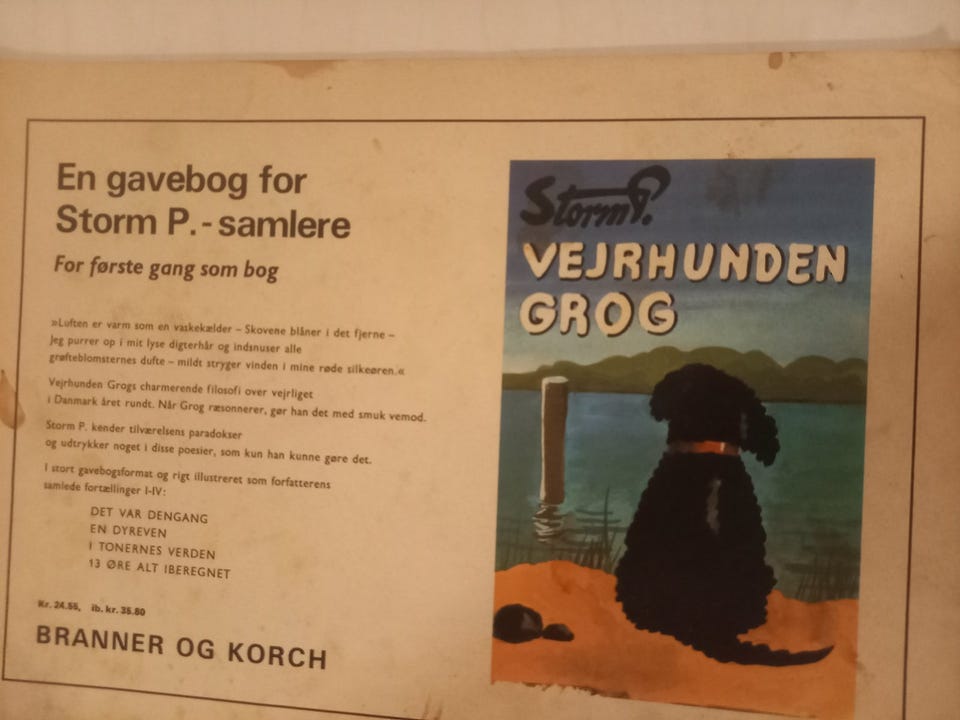 En gavebog for
Storm P.-samlere
For første gang som bog
»Luften er varm som en vaskekælder – Skovene blåner i det fjerne –
Jeg purrer op i mit lyse digterhår og indsnuser alle
grøfteblomsternes dufte – mildt stryger vinden i mine røde silkeøren.«
Vejrhunden Grogs charmerende filosofi over vejrliget
i Danmark året rundt. Når Grog ræsonnerer, gør han det med smuk vemod.
Storm P. kender tilværelsens paradokser
og udtrykker noget i disse poesier, som kun han kunne gøre det.
I stort gavebogsformat og rigt illustreret som forfatterens
samlede fortællinger I-IV:
DET VAR DENGANG
EN DYREVEN
I TONERNES VERDEN
13 ØRE ALT IBEREGNET
Kr. 24.55, ib. kr. 35.80
BRANNER OG KORCH
Storm P.
VEJRHUNDEN
GROG